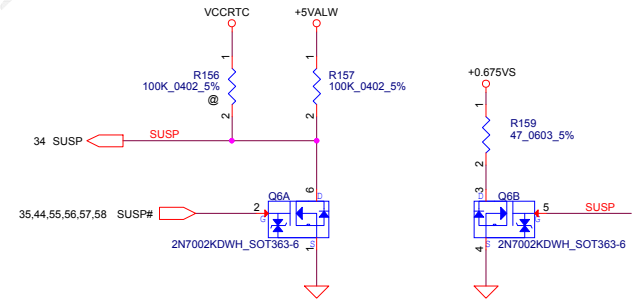 VCCRTC
+5VALW
1
1
R156
100K_0402_5%
@
R157
100K_0402_5%
2
2
+0.675VS
1
R159
47_0603_5%
2
34 SUSP
SUSP
6
Q6A
D
2
G
S
1
35,44,55,56,57,58 SUSP#
2N7002KDWH_SOT363-6
3
Q6B
D
5
SUSP
G
S
4
2N7002KDWH_SOT363-6